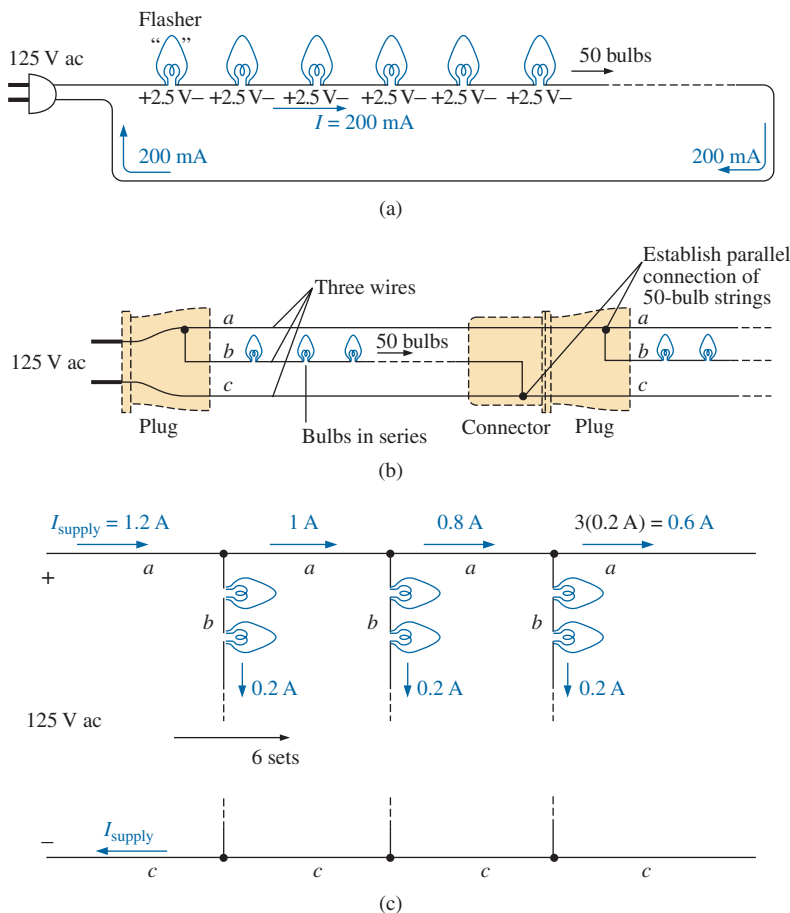 Flasher
“ ”
125 V ac
50 bulbs
+2.5 V– +2.5 V– +2.5 V– +2.5 V– +2.5 V– +2.5 V–
I = 200 mA
200 mA
200 mA
(a)
Establish parallel
connection of
50-bulb strings
Three wires
a
a
50 bulbs
125 V ac
b
b
c
c
Plug
Bulbs in series
Connector
Plug
(b)
Isupply = 1.2 A
1 A
0.8 A
3(0.2 A) = 0.6 A
+
a
a
a
a
b
b
b
0.2 A
0.2 A
0.2 A
125 V ac
6 sets
–
Isupply
c
c
c
c
(c)